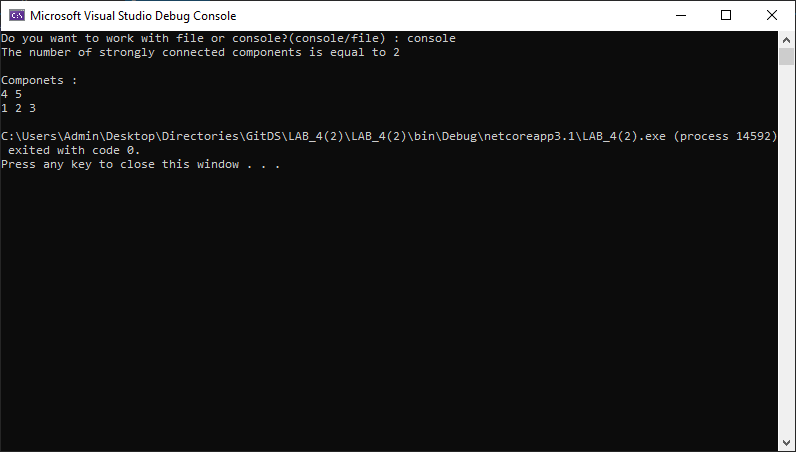 Microsoft Visual Studio Debug Console
Do you want to work with file or console?(console/file) : console
The number of strongly connected components is equal to 2
Componets :
4 5
1 2 3
C:\Users\Admin\Desktop\Directories\GitDS\LAB_4(2)\LAB_4(2)\bin\Debug\netcoreapp3.1\LAB_4(2).exe (process 14592)
exited with code 0.
Press any key to close this window . . .